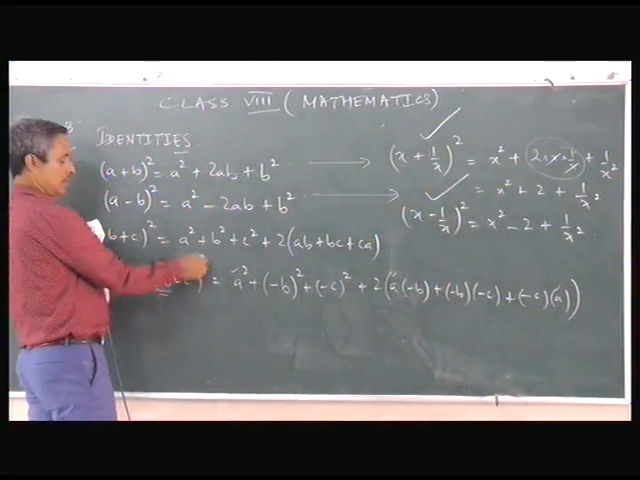 CLASS VIII (MATHEMATICS)
IDENTITIES.
(a+b)² = a² + 2ab + b² ⟶ (x + 1/x)² = x² + 2 × x × 1/x + 1/x²
= x² + 2 + 1/x²
(a-b)² = a² - 2ab + b² ⟶ (x - 1/x)² = x² - 2 + 1/x²
b+c)² = a² + b² + c² + 2(ab+bc+ca)
)² = a² + (-b)² + (-c)² + 2(a(-b) + (-b)(-c) + (-c)(a))